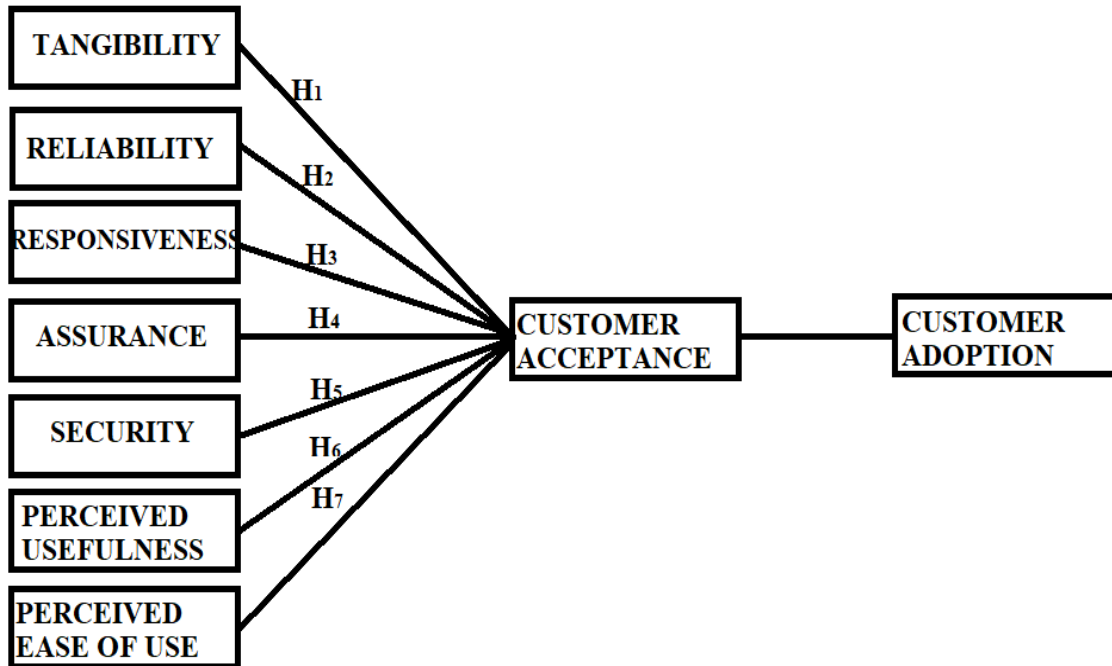 TANGIBILITY
H1
RELIABILITY
H2
RESPONSIVENESS
H3
ASSURANCE
H4
CUSTOMER
ACCEPTANCE
CUSTOMER
ADOPTION
SECURITY
H5
PERCEIVED
USEFULNESS
H6
PERCEIVED
EASE OF USE
H7